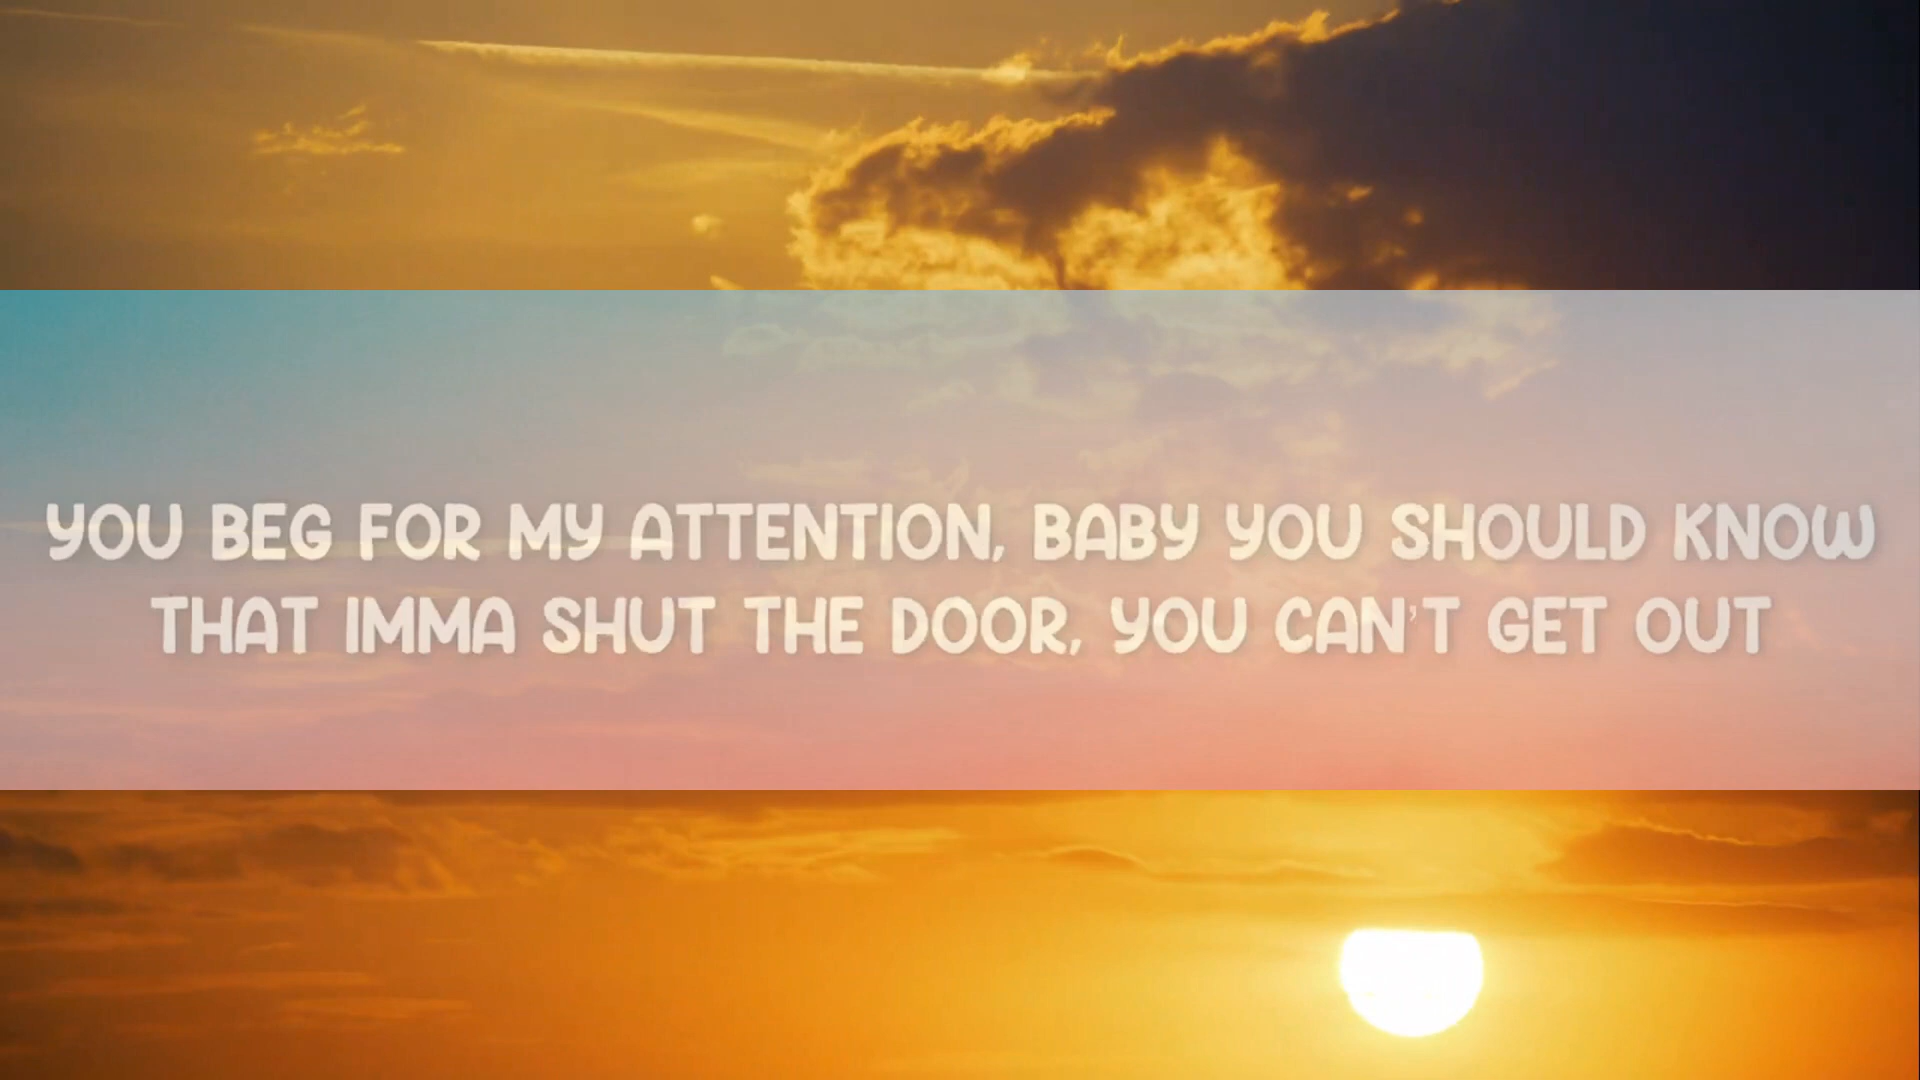 YOU BEG FOR MY ATTENTION, BABY YOU SHOULD KNOW
THAT IMMA SHUT THE DOOR, YOU CAN'T GET OUT